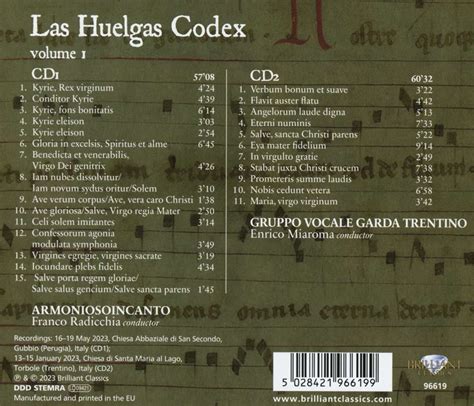 Las Huelgas Codex
volume 1
CD1 57'08
1. Kyrie, Rex virginum 4'24
2. Conditor Kyrie 4'39
3. Kyrie, fons bonitatis 6'14
4. Kyrie eleison 3'03
5. Kyrie eleison 2'54
6. Gloria in excelsis, Spiritus et alme 6'45
7. Benedicta et venerabilis,
Virgo Dei genitrix 4'26
8. Iam nubes dissolvitur/
Iam novum sydus oritur/Solem 3'10
9. Ave verum corpus/Ave, vera caro Christi 1'38
10. Ave gloriosa/Salve, Virgo regia Mater 2'50
11. Celi solem imitantes 3'19
12. Confessorum agonia
modulata symphonia 3'49
13. Virgines egregie, virgines sacrate 3'57
14. Iocundare plebs fidelis 4'34
15. Salve porta regem gloriae/
Salve salus gencium/Salve sancta parens 1'45
ARMONIOSOINCANTO
Franco Radicchia conductor
CD2 60'32
1. Verbum bonum et suave 3'22
2. Flavit auster flatu 4'42
3. Angelorum laude digna 5'13
4. Eterni numinis 7'33
5. Salve, sancta Christi parens 11'35
6. Eya mater fidelium 9'14
7. In virgulto gratie 2'49
8. Stabat juxta Christi crucem 6'22
9. Promereris summe laudis 3'32
10. Nobis cedunt vetera 6'58
11. Maria, virgo virginum 2'42
GRUPPO VOCALE GARDA TRENTINO
Enrico Miaroma conductor
Recordings: 16–19 May 2023, Chiesa Abbaziale di San Secondo,
Gubbio (Perugia), Italy (CD1);
13–15 January 2023, Chiesa di Santa Maria al Lago,
Torbole (Trentino), Italy (CD2)
℗ & © 2023 Brilliant Classics
DDD STEMRA
Manufactured and printed in the EU
5 028421 966199
www.brilliantclassics.com
BRILLIANT
CLASSICS
96619